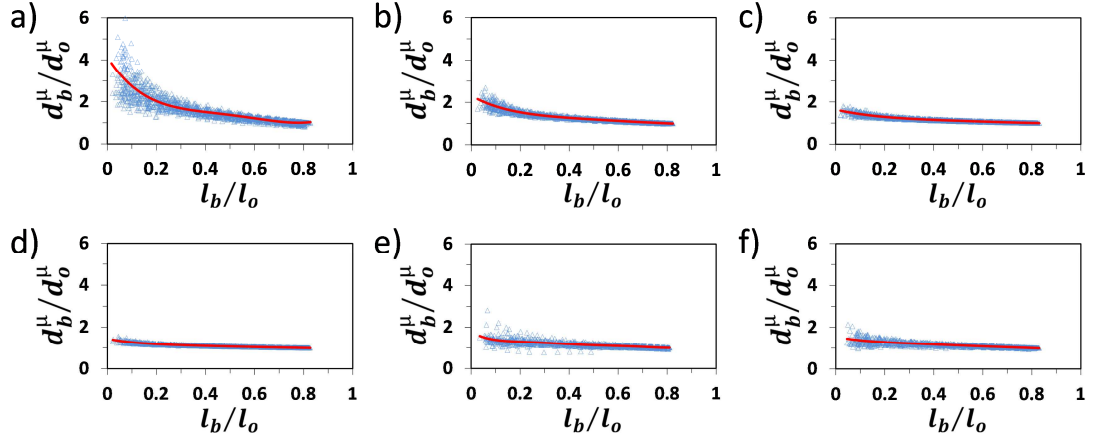 a) b) c)
6 6 6
4 4 4
2 2 2
0 0 0
d_b^μ/d_o^μ d_b^μ/d_o^μ d_b^μ/d_o^μ
0 0.2 0.4 0.6 0.8 1 0 0.2 0.4 0.6 0.8 1 0 0.2 0.4 0.6 0.8 1
l_b/l_o l_b/l_o l_b/l_o
d) e) f)
6 6 6
4 4 4
2 2 2
0 0 0
d_b^μ/d_o^μ d_b^μ/d_o^μ d_b^μ/d_o^μ
0 0.2 0.4 0.6 0.8 1 0 0.2 0.4 0.6 0.8 1 0 0.2 0.4 0.6 0.8 1
l_b/l_o l_b/l_o l_b/l_o